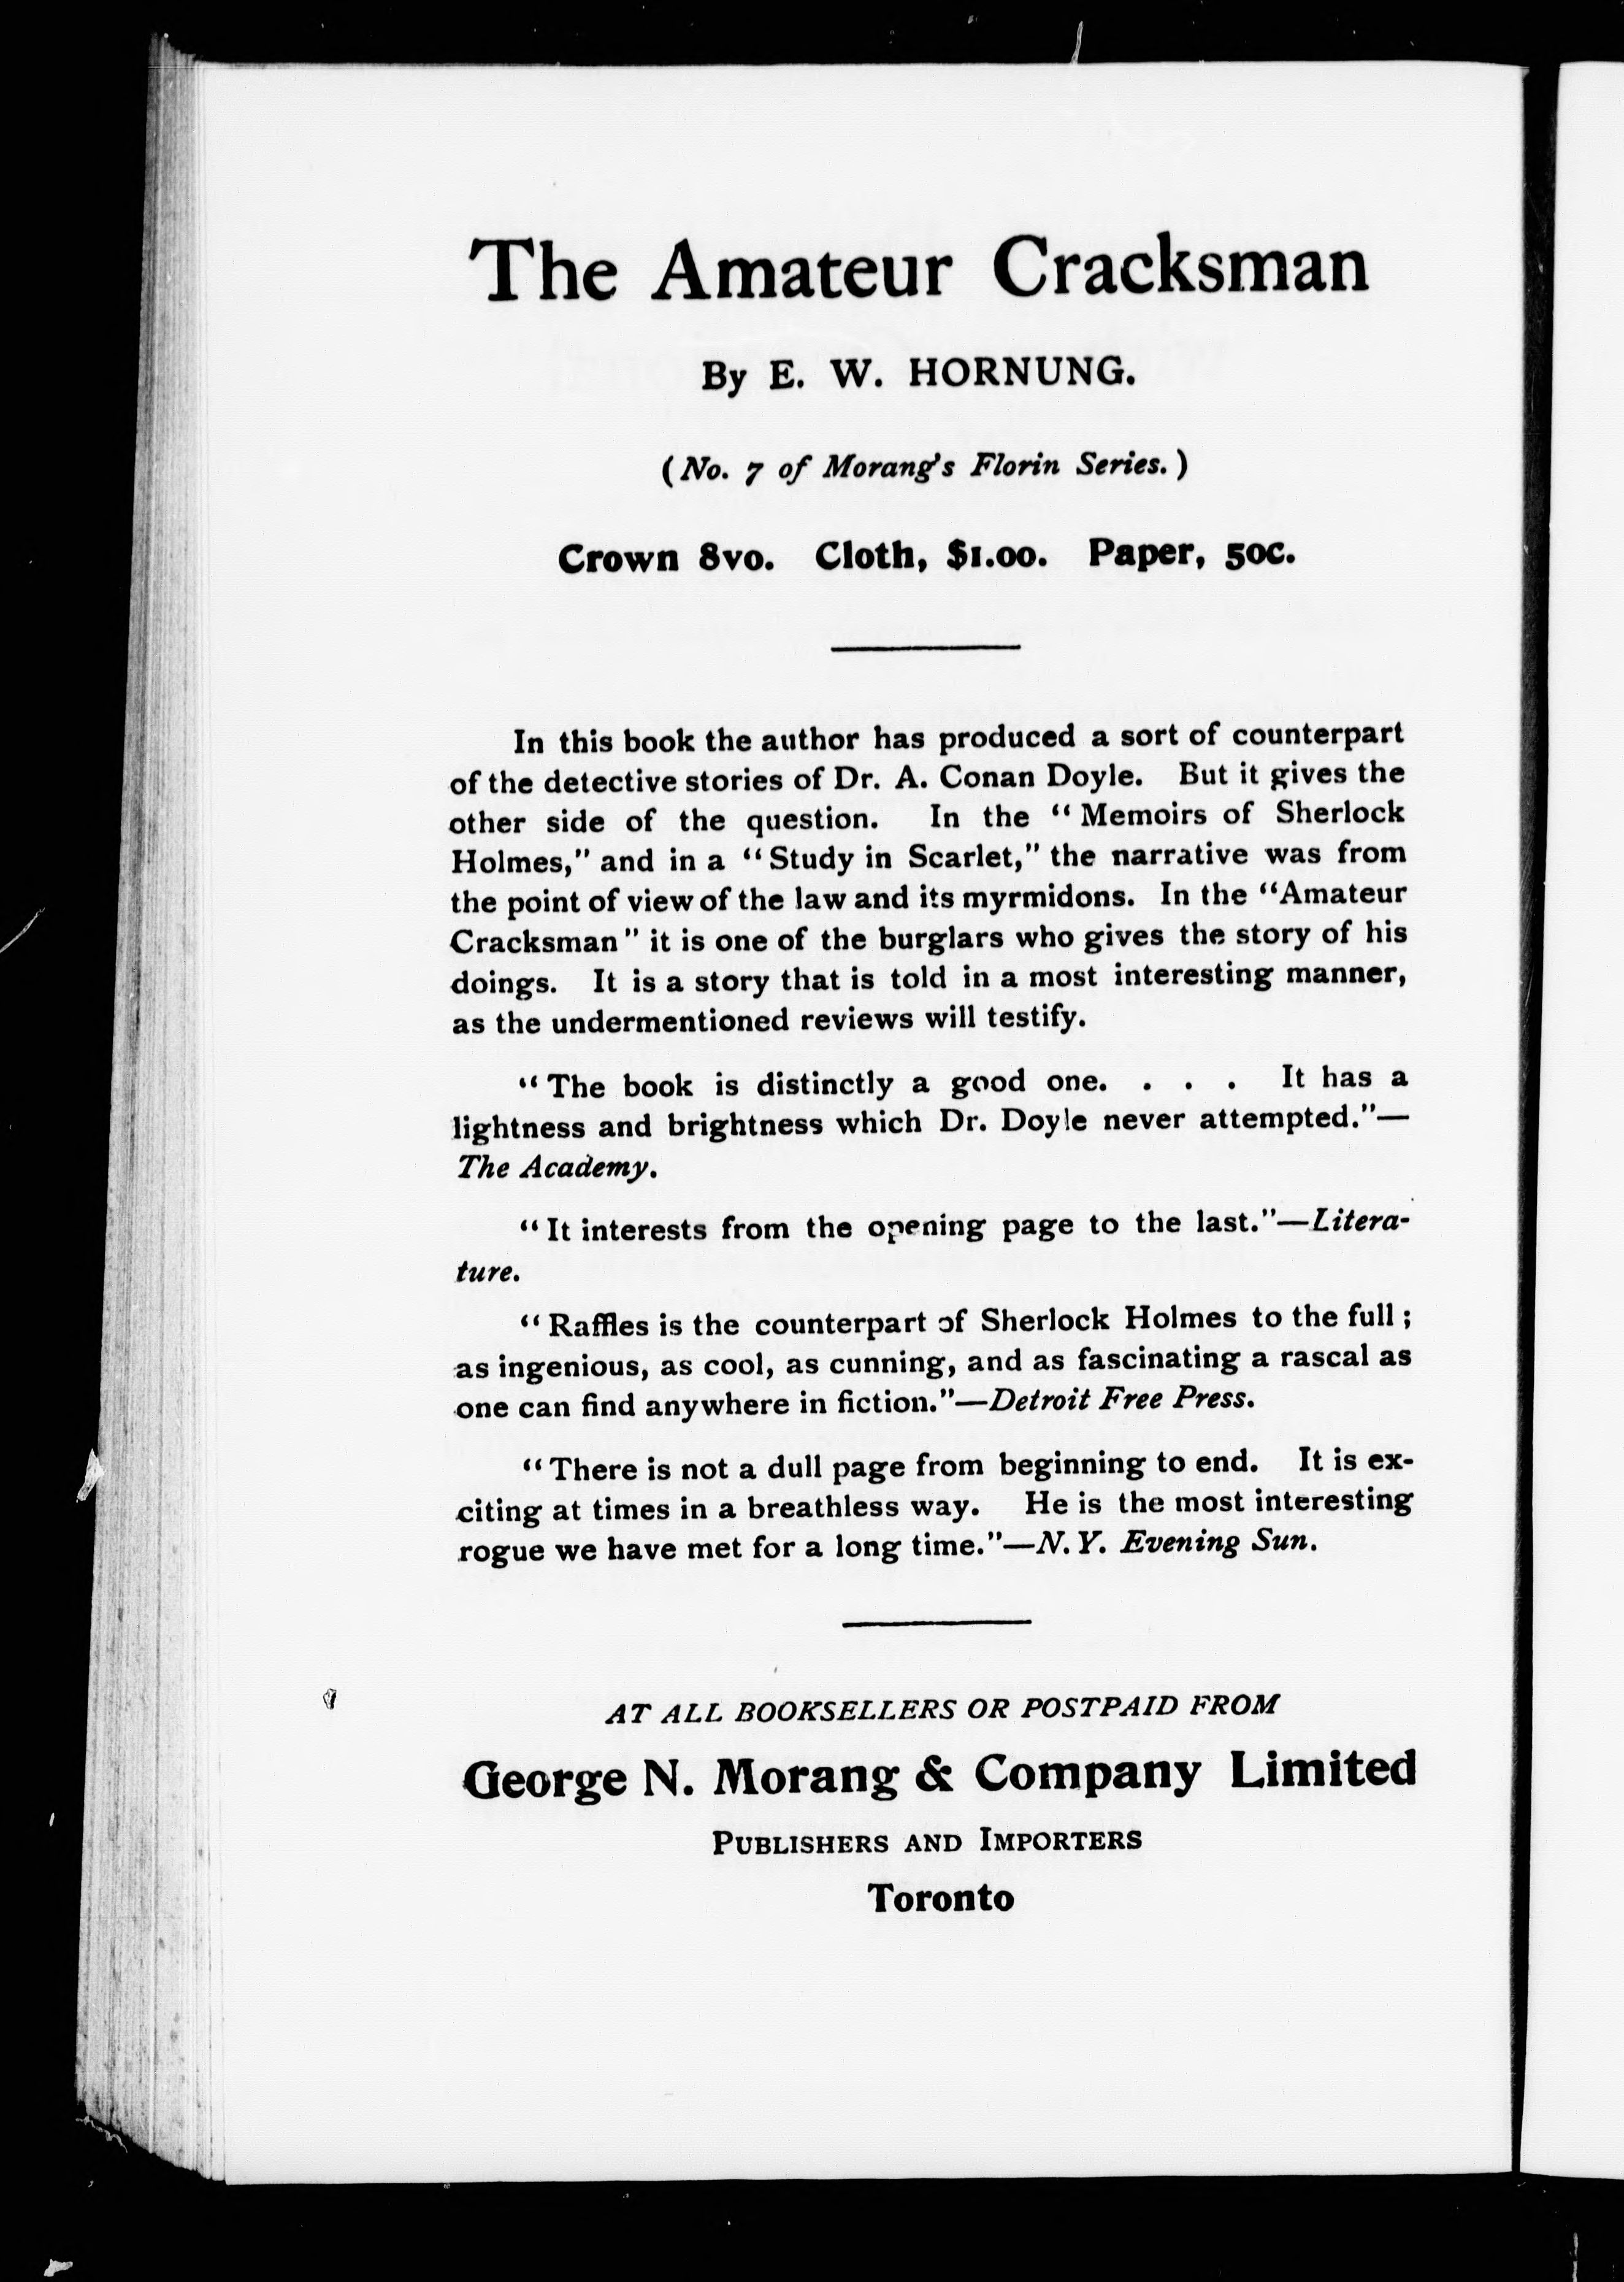 The Amateur Cracksman
By E. W. HORNUNG.
(No. 7 of Morang's Florin Series.)
Crown 8vo. Cloth, $1.00. Paper, 50c.
In this book the author has produced a sort of counterpart
of the detective stories of Dr. A. Conan Doyle. But it gives the
other side of the question. In the "Memoirs of Sherlock
Holmes," and in a "Study in Scarlet," the narrative was from
the point of view of the law and its myrmidons. In the "Amateur
Cracksman" it is one of the burglars who gives the story of his
doings. It is a story that is told in a most interesting manner,
as the undermentioned reviews will testify.
"The book is distinctly a good one. . . . It has a
lightness and brightness which Dr. Doyle never attempted."—
The Academy.
"It interests from the opening page to the last."—Litera-
ture.
"Raffles is the counterpart of Sherlock Holmes to the full;
as ingenious, as cool, as cunning, and as fascinating a rascal as
one can find anywhere in fiction."—Detroit Free Press.
"There is not a dull page from beginning to end. It is ex-
citing at times in a breathless way. He is the most interesting
rogue we have met for a long time."—N. Y. Evening Sun.
AT ALL BOOKSELLERS OR POSTPAID FROM
George N. Morang & Company Limited
PUBLISHERS AND IMPORTERS
Toronto